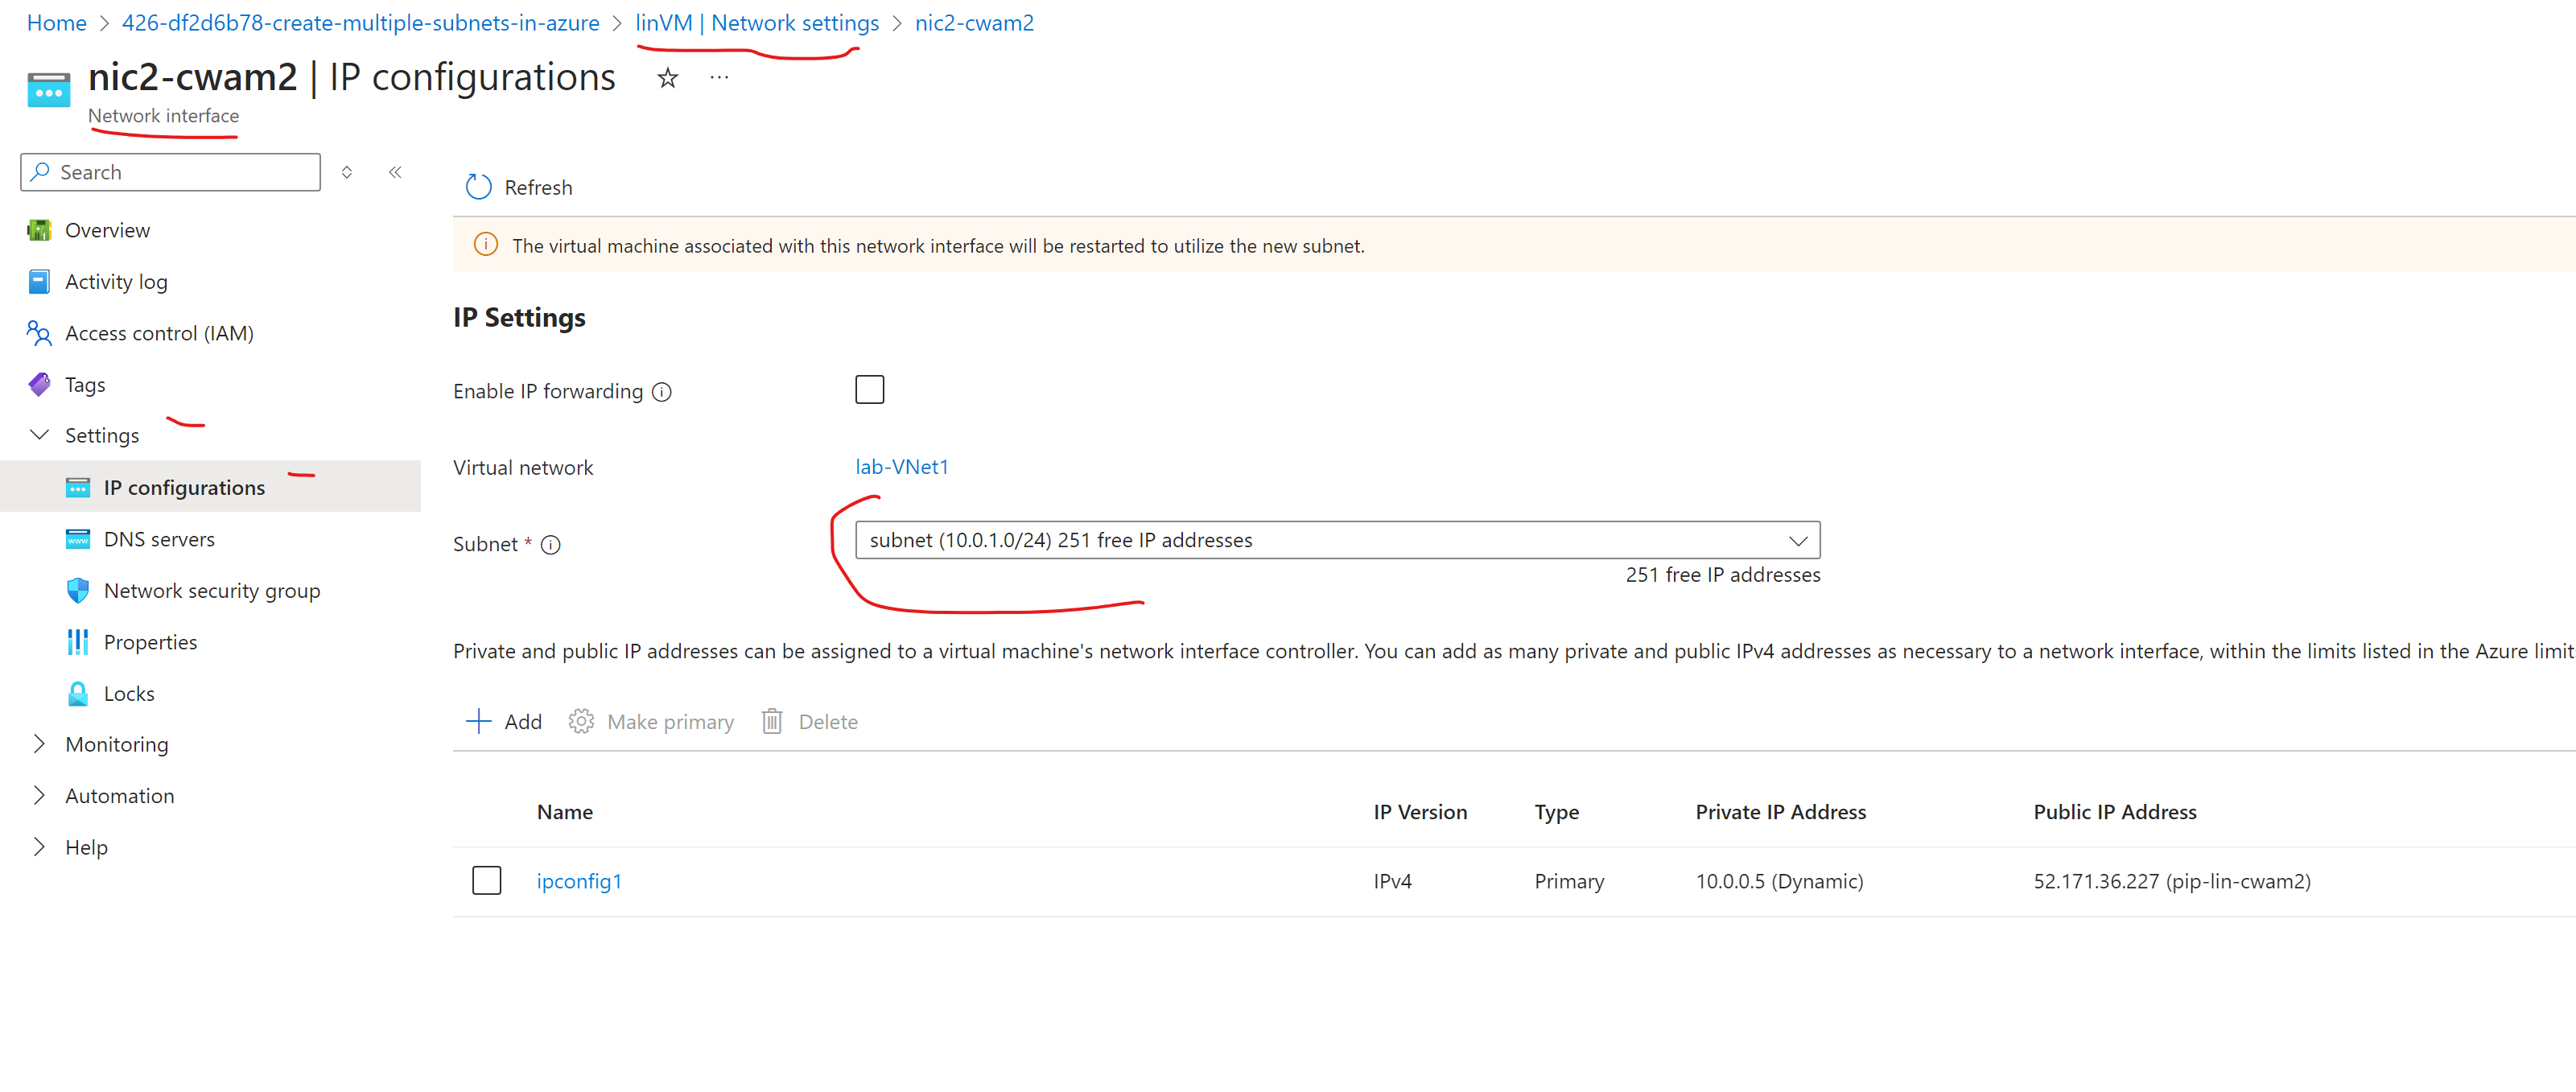 Home > 426-df2d6b78-create-multiple-subnets-in-azure > linVM | Network settings > nic2-cwam2
nic2-cwam2 | IP configurations
Network interface
Search
Refresh
The virtual machine associated with this network interface will be restarted to utilize the new subnet.
Overview
Activity log
Access control (IAM)
Tags
Settings
IP configurations
DNS servers
Network security group
Properties
Locks
Monitoring
Automation
Help
IP Settings
Enable IP forwarding
Virtual network lab-VNet1
Subnet * subnet (10.0.1.0/24) 251 free IP addresses
251 free IP addresses
Private and public IP addresses can be assigned to a virtual machine's network interface controller. You can add as many private and public IPv4 addresses as necessary to a network interface, within the limits listed in the Azure limit
Add Make primary Delete
Name IP Version Type Private IP Address Public IP Address
ipconfig1 IPv4 Primary 10.0.0.5 (Dynamic) 52.171.36.227 (pip-lin-cwam2)